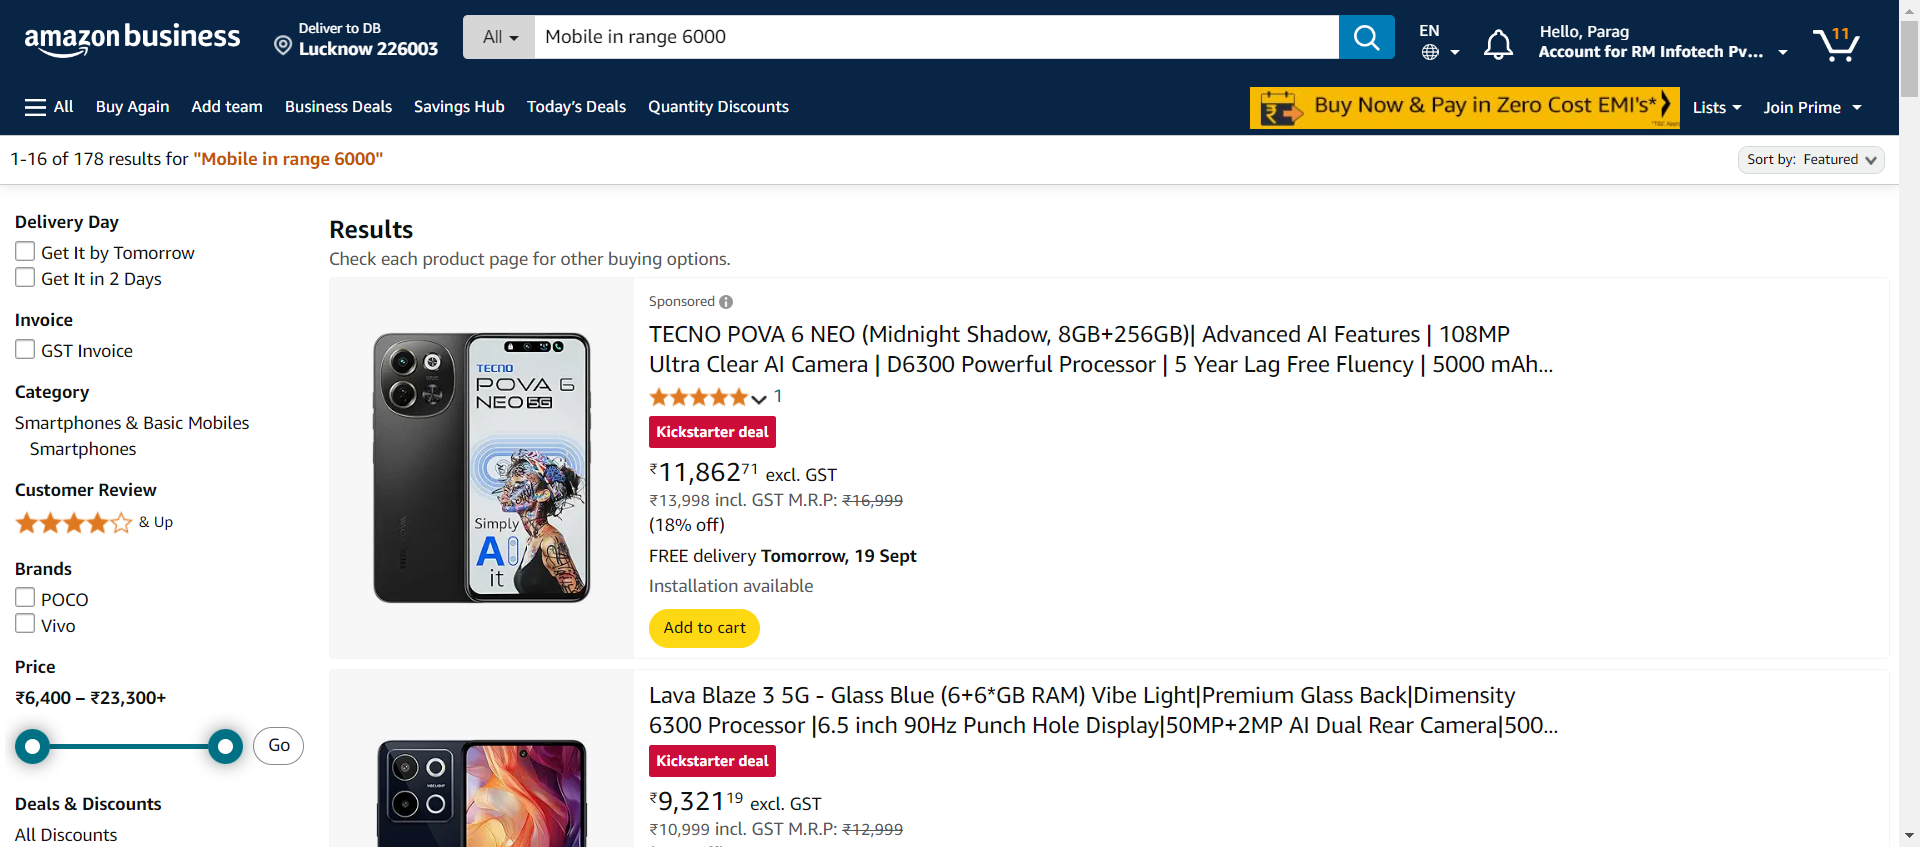 amazon business
Deliver to DB
Lucknow 226003
All
Mobile in range 6000
EN
Hello, Parag
Account for RM Infotech Pv...
11
All
Buy Again
Add team
Business Deals
Savings Hub
Today's Deals
Quantity Discounts
Buy Now & Pay in Zero Cost EMI's*
Lists
Join Prime
1-16 of 178 results for "Mobile in range 6000"
Sort by: Featured
Delivery Day
Get It by Tomorrow
Get It in 2 Days
Invoice
GST Invoice
Category
Smartphones & Basic Mobiles
Smartphones
Customer Review
& Up
Brands
POCO
Vivo
Price
₹6,400 – ₹23,300+
Go
Deals & Discounts
All Discounts
Results
Check each product page for other buying options.
TECNO
POVA 6
NEO 5G
Simply
AI
it
Sponsored
TECNO POVA 6 NEO (Midnight Shadow, 8GB+256GB)| Advanced AI Features | 108MP
Ultra Clear AI Camera | D6300 Powerful Processor | 5 Year Lag Free Fluency | 5000 mAh...
1
Kickstarter deal
₹11,862 71 excl. GST
₹13,998 incl. GST M.R.P: ₹16,999
(18% off)
FREE delivery Tomorrow, 19 Sept
Installation available
Add to cart
Lava Blaze 3 5G - Glass Blue (6+6*GB RAM) Vibe Light|Premium Glass Back|Dimensity
6300 Processor |6.5 inch 90Hz Punch Hole Display|50MP+2MP AI Dual Rear Camera|500...
Kickstarter deal
₹9,321 19 excl. GST
₹10,999 incl. GST M.R.P: ₹12,999